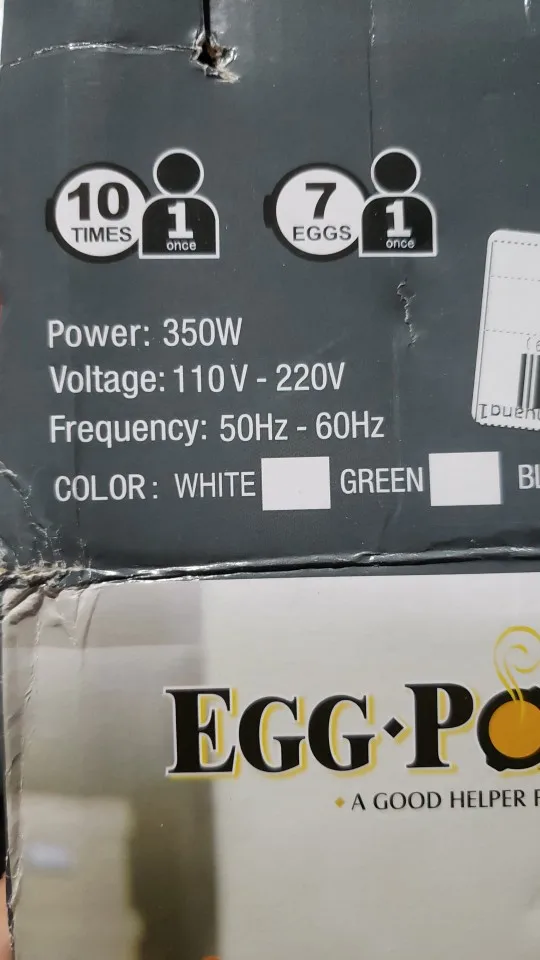 10
TIMES
1
once
7
EGGS
1
once
Power: 350W
Voltage: 110V - 220V
Frequency: 50Hz - 60Hz
COLOR: WHITE GREEN
EGG
A GOOD HELPER